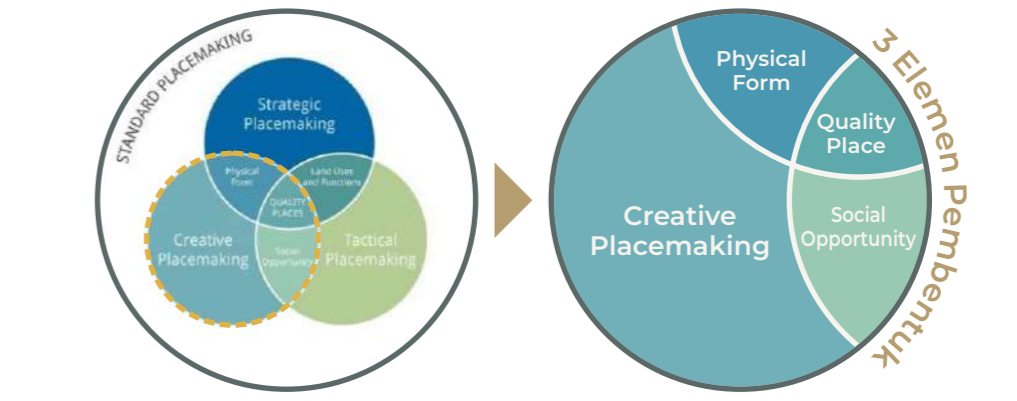 STANDARD PLACEMAKING
Strategic
Placemaking
Physical
Form
Land Uses
and Functions
QUALITY
PLACES
Creative
Placemaking
Social
Opportunity
Tactical
Placemaking
Physical
Form
Quality
Place
Creative
Placemaking
Social
Opportunity
3 Elemen Pembentuk